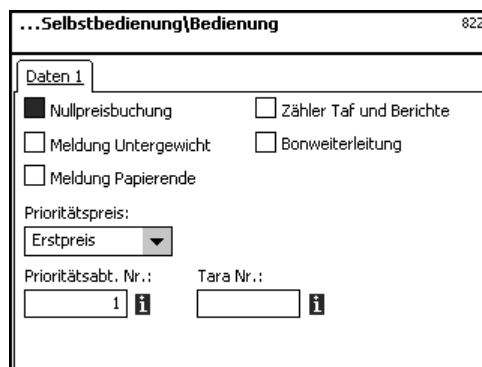 ...Selbstbedienung\Bedienung 822
Daten 1
Nullpreisbuchung Zähler Taf und Berichte
Meldung Untergewicht Bonweiterleitung
Meldung Papierende
Prioritätspreis:
Erstpreis
Prioritätsabt. Nr.: Tara Nr.:
1 i i